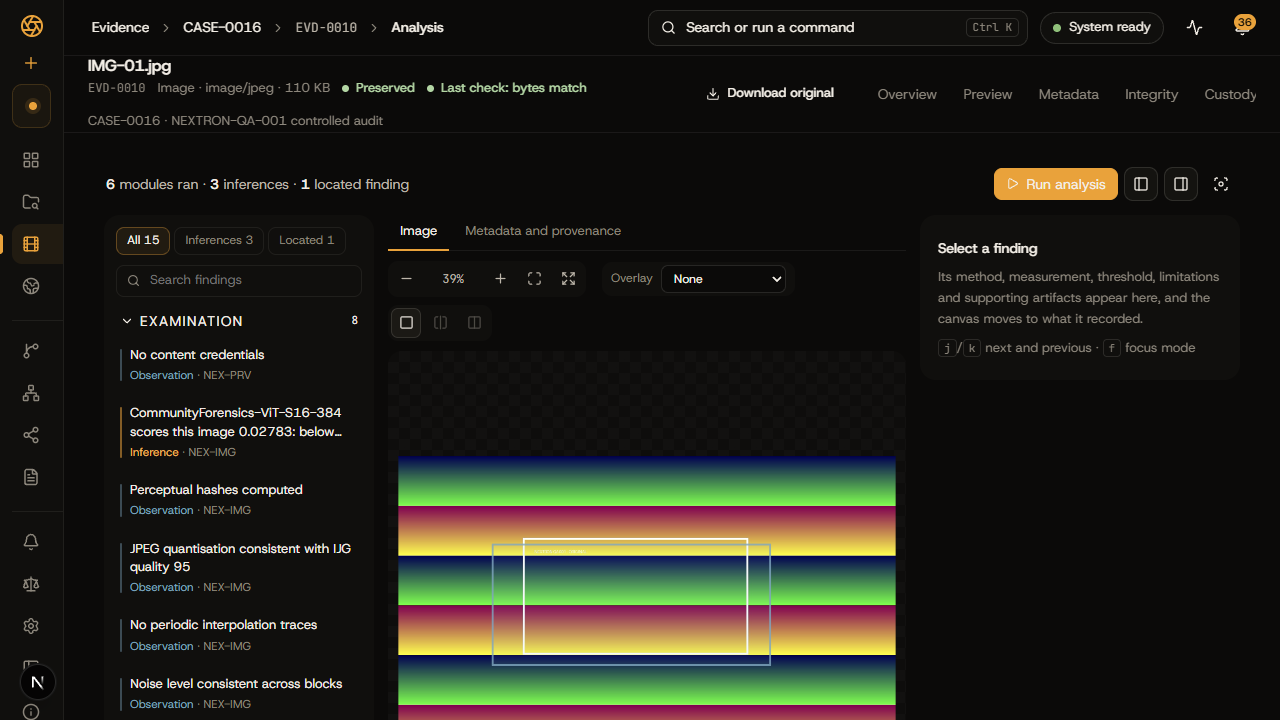 Evidence > CASE-0016 > EVD-0010 > Analysis
Search or run a command
Ctrl K
System ready
36
IMG-01.jpg
EVD-0010 Image · image/jpeg · 110 KB Preserved Last check: bytes match
CASE-0016 · NEXTRON-QA-001 controlled audit
Download original
Overview
Preview
Metadata
Integrity
Custody
6 modules ran · 3 inferences · 1 located finding
Run analysis
All 15
Inferences 3
Located 1
Search findings
EXAMINATION 8
No content credentials
Observation · NEX-PRV
CommunityForensics-ViT-S16-384
scores this image 0.02783: below…
Inference · NEX-IMG
Perceptual hashes computed
Observation · NEX-IMG
JPEG quantisation consistent with IJG
quality 95
Observation · NEX-IMG
No periodic interpolation traces
Observation · NEX-IMG
Noise level consistent across blocks
Observation · NEX-IMG
Image
Metadata and provenance
39%
Overlay
None
Select a finding
Its method, measurement, threshold, limitations
and supporting artifacts appear here, and the
canvas moves to what it recorded.
j/k next and previous · f focus mode
N